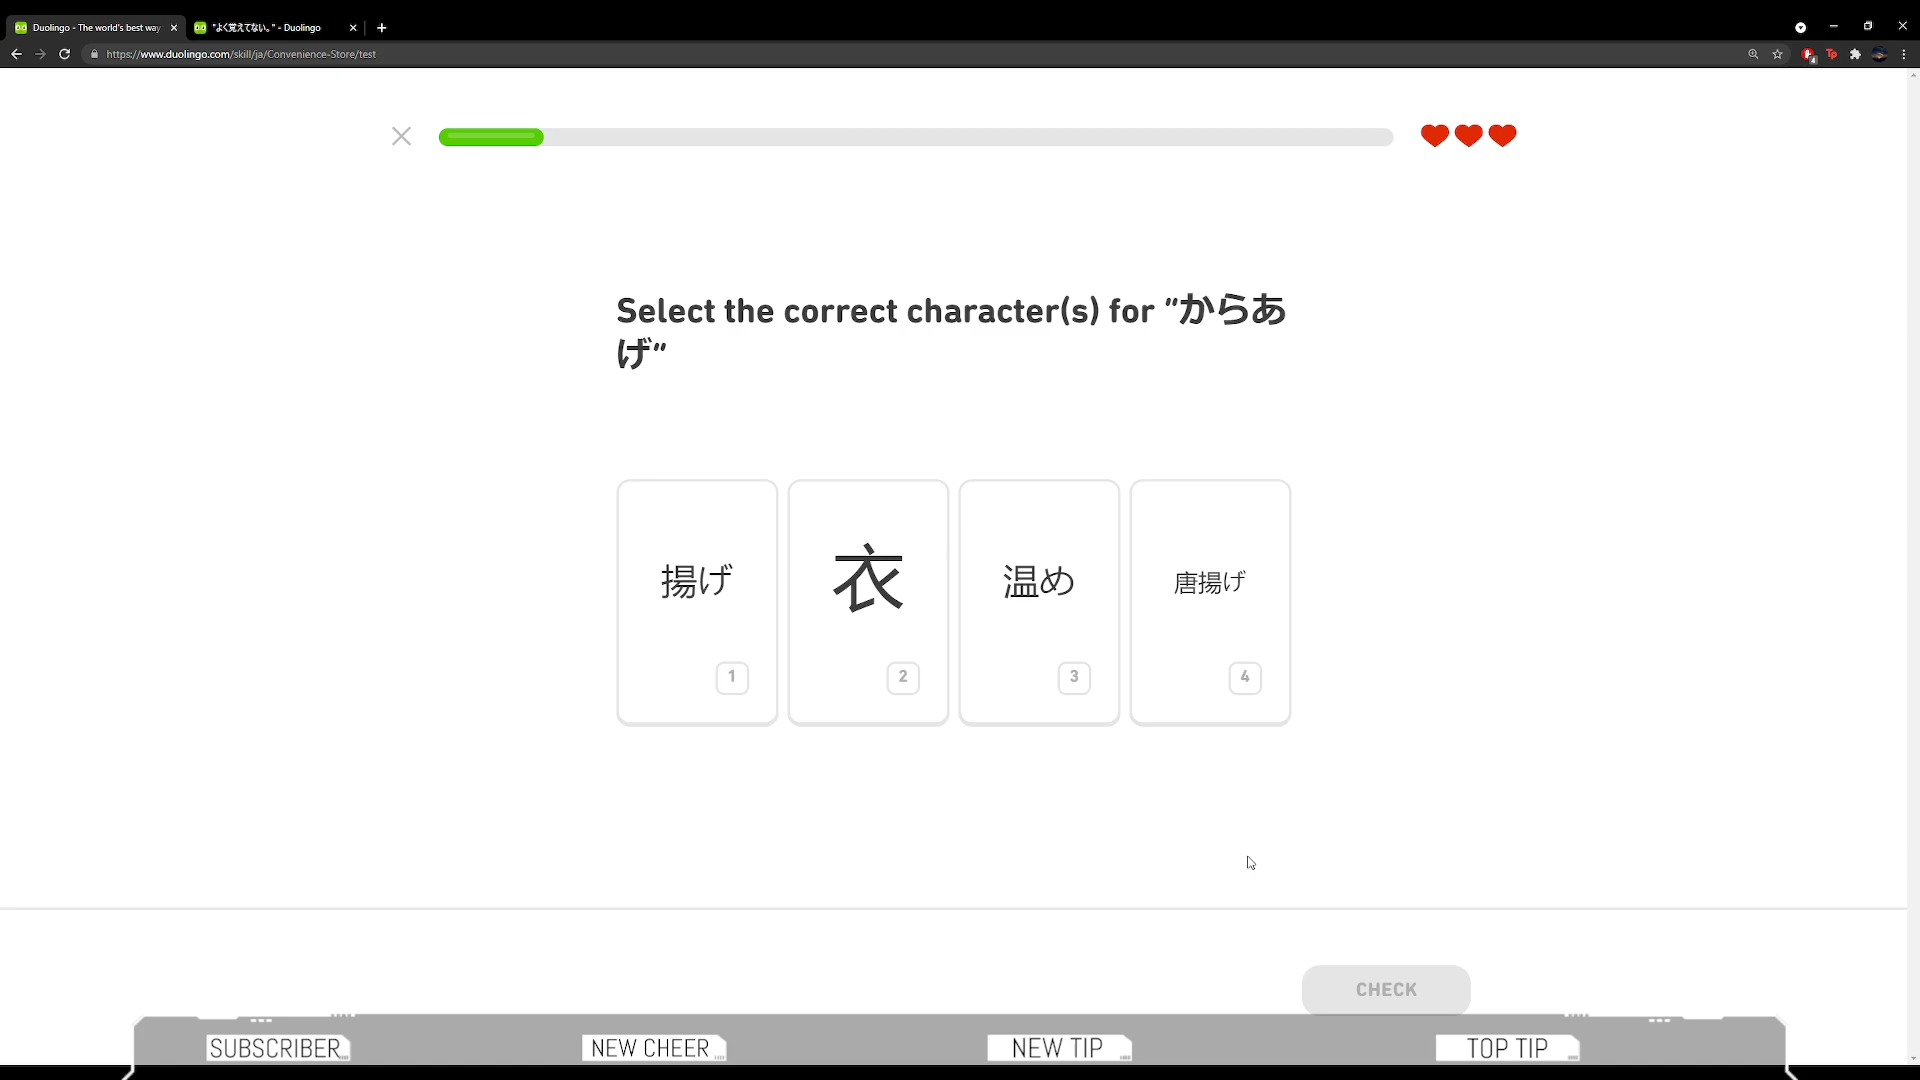 Duolingo - The world's best way
"よく覚えてない。" - Duolingo
https://www.duolingo.com/skill/ja/Convenience-Store/test
4
Tp
Select the correct character(s) for "からあ
げ"
揚げ
衣
温め
唐揚げ
1
2
3
4
CHECK
SUBSCRIBER
NEW CHEER
NEW TIP
TOP TIP